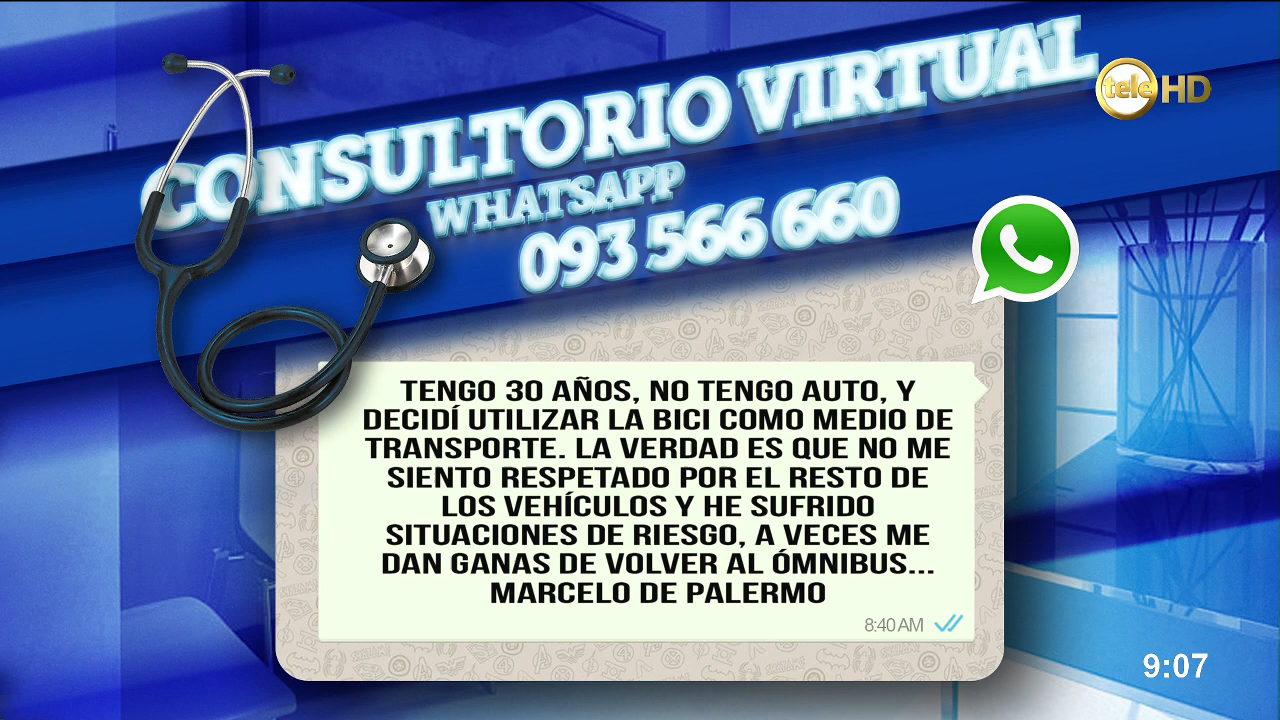 CONSULTORIO VIRTUAL
tele HD
WHATSAPP
093 566 660
TENGO 30 AÑOS, NO TENGO AUTO, Y
DECIDÍ UTILIZAR LA BICI COMO MEDIO DE
TRANSPORTE. LA VERDAD ES QUE NO ME
SIENTO RESPETADO POR EL RESTO DE
LOS VEHÍCULOS Y HE SUFRIDO
SITUACIONES DE RIESGO, A VECES ME
DAN GANAS DE VOLVER AL ÓMNIBUS...
MARCELO DE PALERMO
8:40 AM
9:07